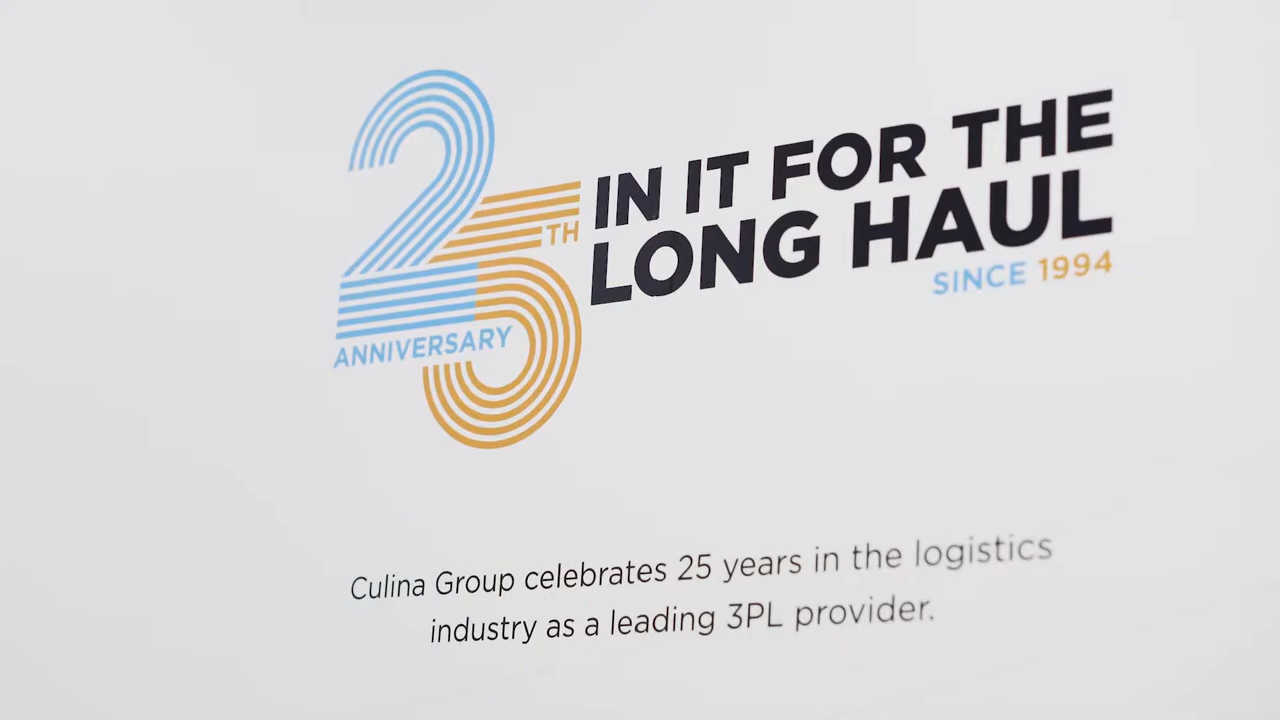 25TH
ANNIVERSARY
IN IT FOR THE
LONG HAUL
SINCE 1994
Culina Group celebrates 25 years in the logistics
industry as a leading 3PL provider.